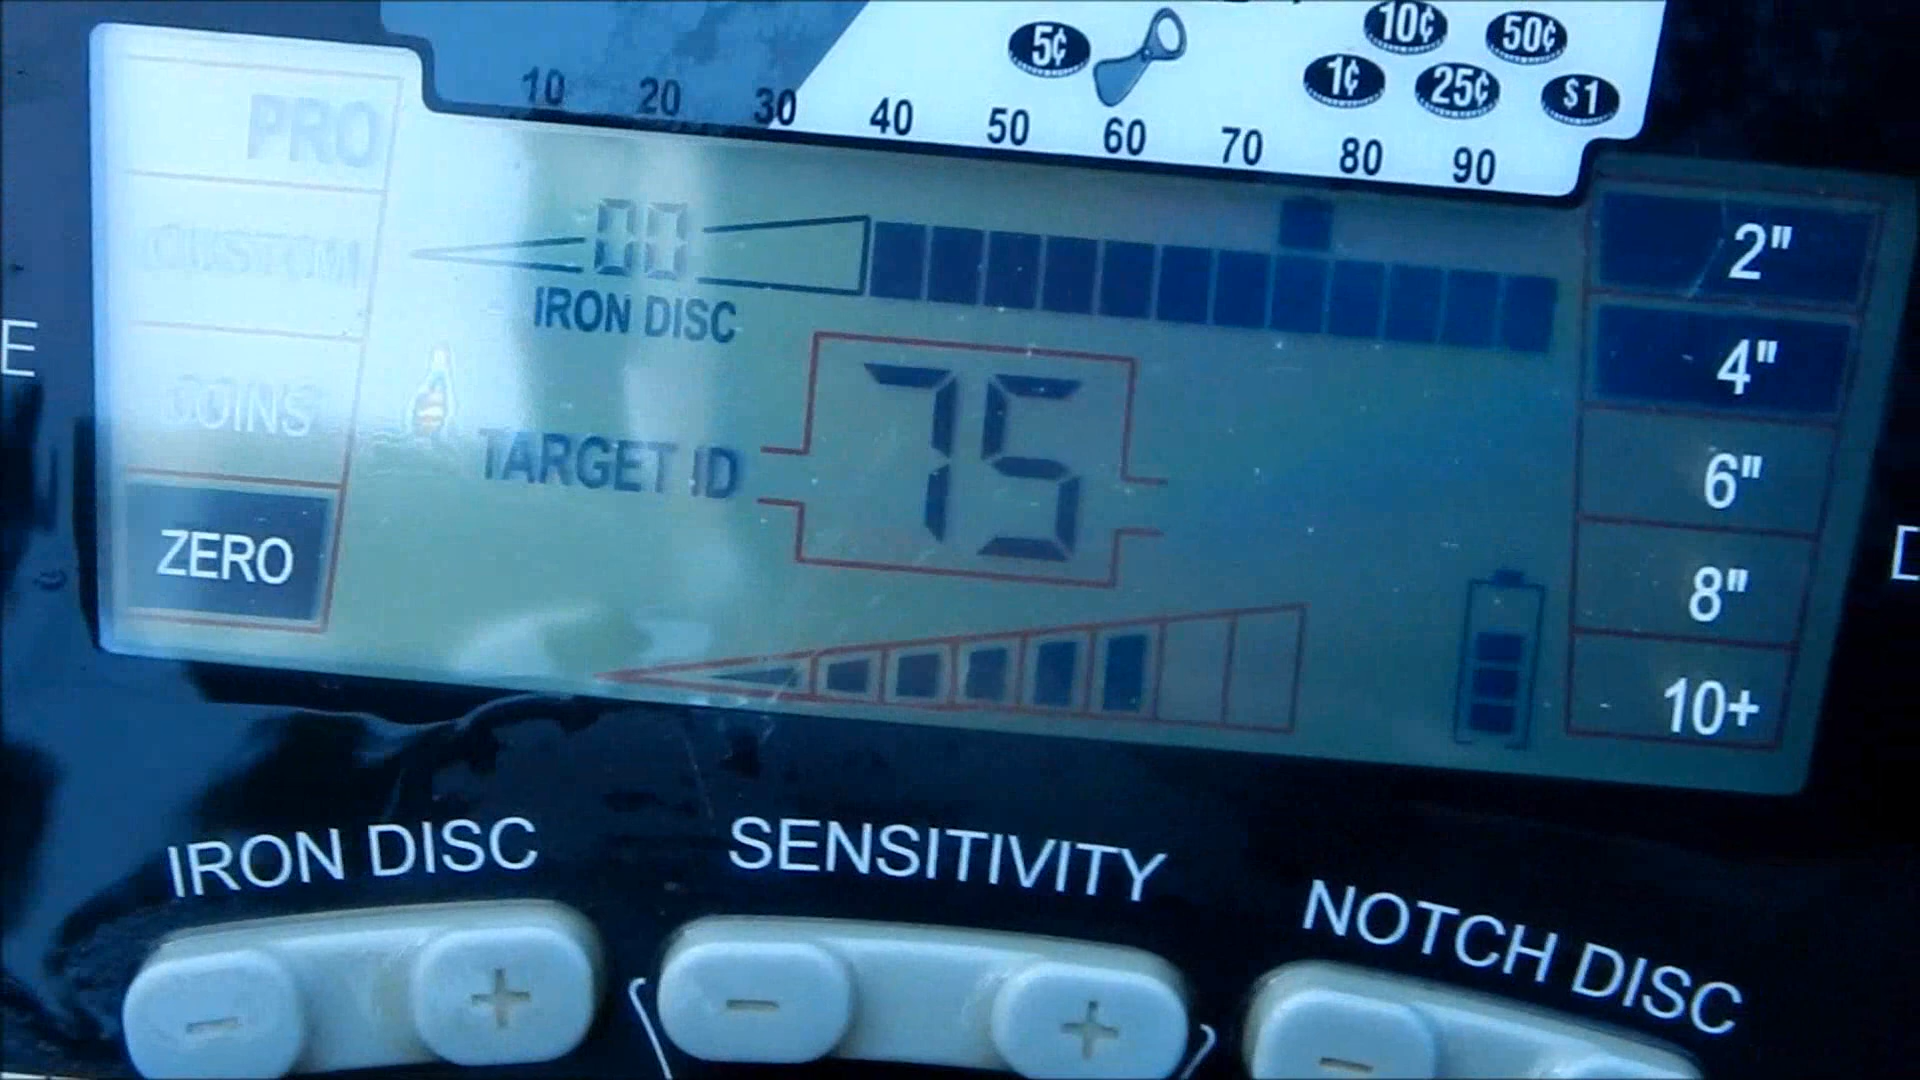 5¢ 10¢ 50¢
1¢ 25¢ $1
10 20 30 40 50 60 70 80 90
PRO
CUSTOM
COINS
ZERO
00
IRON DISC
TARGET ID
75
2"
4"
6"
8"
10+
E
IRON DISC
SENSITIVITY
NOTCH DISC
- +
- +
-